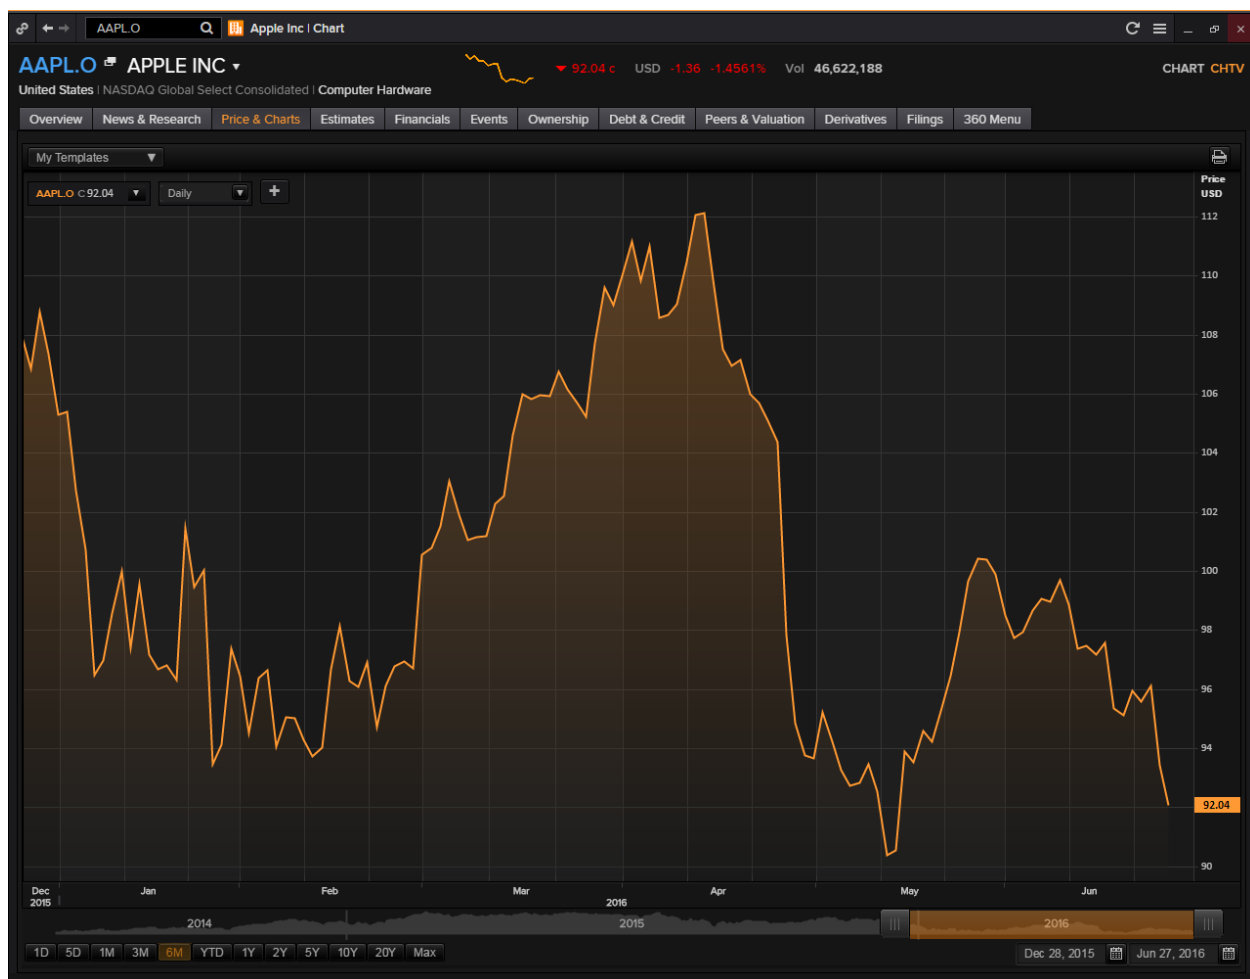 AAPL.O Apple Inc | Chart
AAPL.O APPLE INC 92.04 c USD -1.36 -1.4561% Vol 46,622,188 CHART CHTV
United States | NASDAQ Global Select Consolidated | Computer Hardware
Overview News & Research Price & Charts Estimates Financials Events Ownership Debt & Credit Peers & Valuation Derivatives Filings 360 Menu
My Templates
AAPL.O C 92.04 Daily +
Price
USD
112
110
108
106
104
102
100
98
96
94
92.04
90
Dec Jan Feb Mar Apr May Jun
2015 2016
2014 2015 2016
1D 5D 1M 3M 6M YTD 1Y 2Y 5Y 10Y 20Y Max Dec 28, 2015 Jun 27, 2016